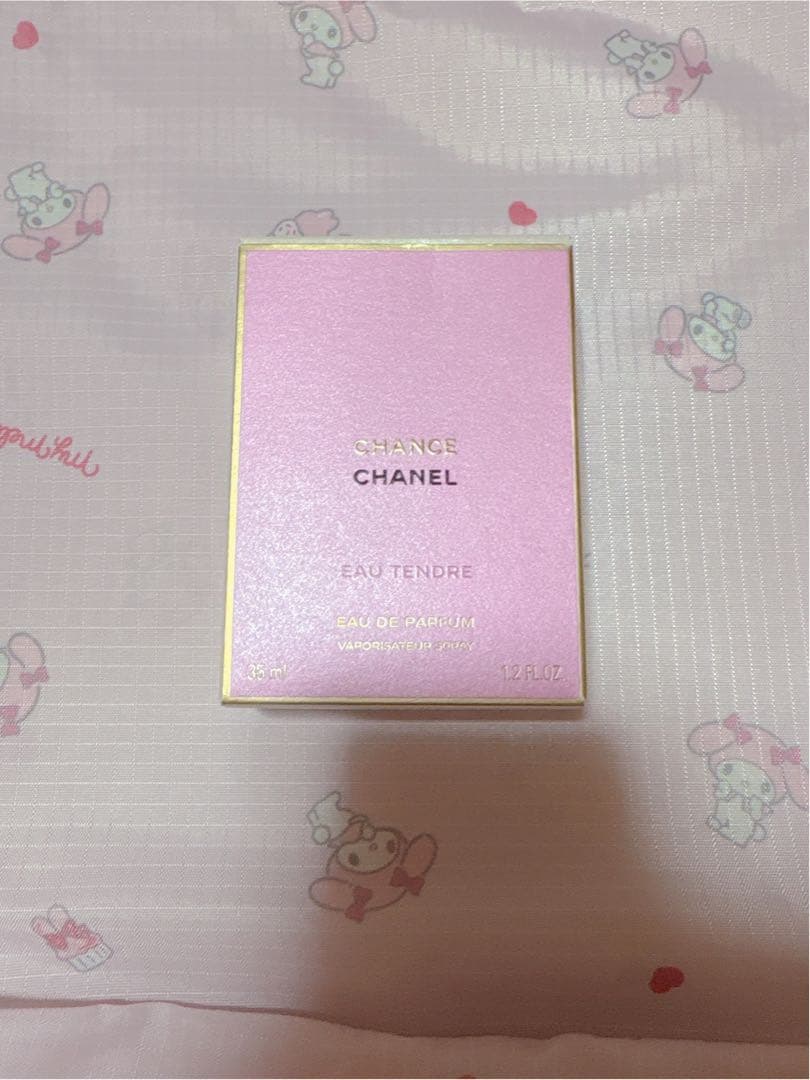 CHANCE
CHANEL
EAU TENDRE
EAU DE PARFUM
VAPORISATEUR SPRAY
35 ml 1.2 FL.OZ.